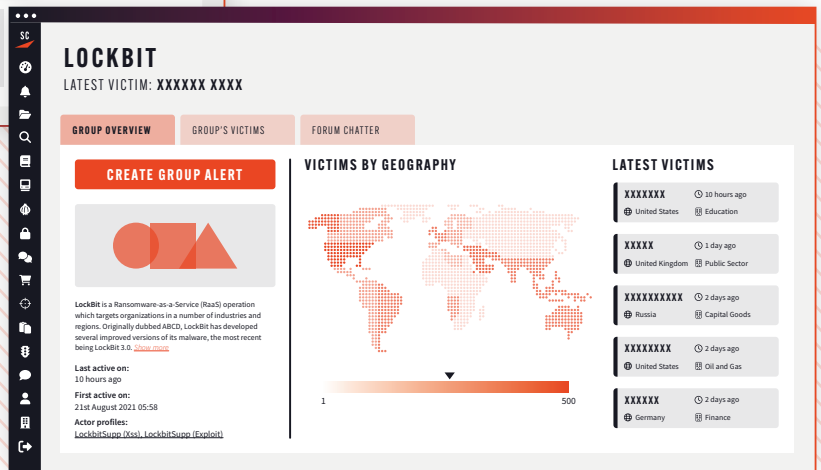 SC
LOCKBIT
LATEST VICTIM: XXXXXX XXXX
GROUP OVERVIEW
GROUP'S VICTIMS
FORUM CHATTER
CREATE GROUP ALERT
LockBit is a Ransomware-as-a-Service (RaaS) operation
which targets organizations in a number of industries and
regions. Originally dubbed ABCD, LockBit has developed
several improved versions of its malware, the most recent
being LockBit 3.0. Show more
Last active on:
10 hours ago
First active on:
21st August 2021 05:58
Actor profiles:
LockbitSupp (Xss), LockbitSupp (Exploit)
VICTIMS BY GEOGRAPHY
1
500
LATEST VICTIMS
XXXXXXX 10 hours ago
United States Education
XXXXX 1 day ago
United Kingdom Public Sector
XXXXXXXXXX 2 days ago
Russia Capital Goods
XXXXXXXX 2 days ago
United States Oil and Gas
XXXXXX 2 days ago
Germany Finance